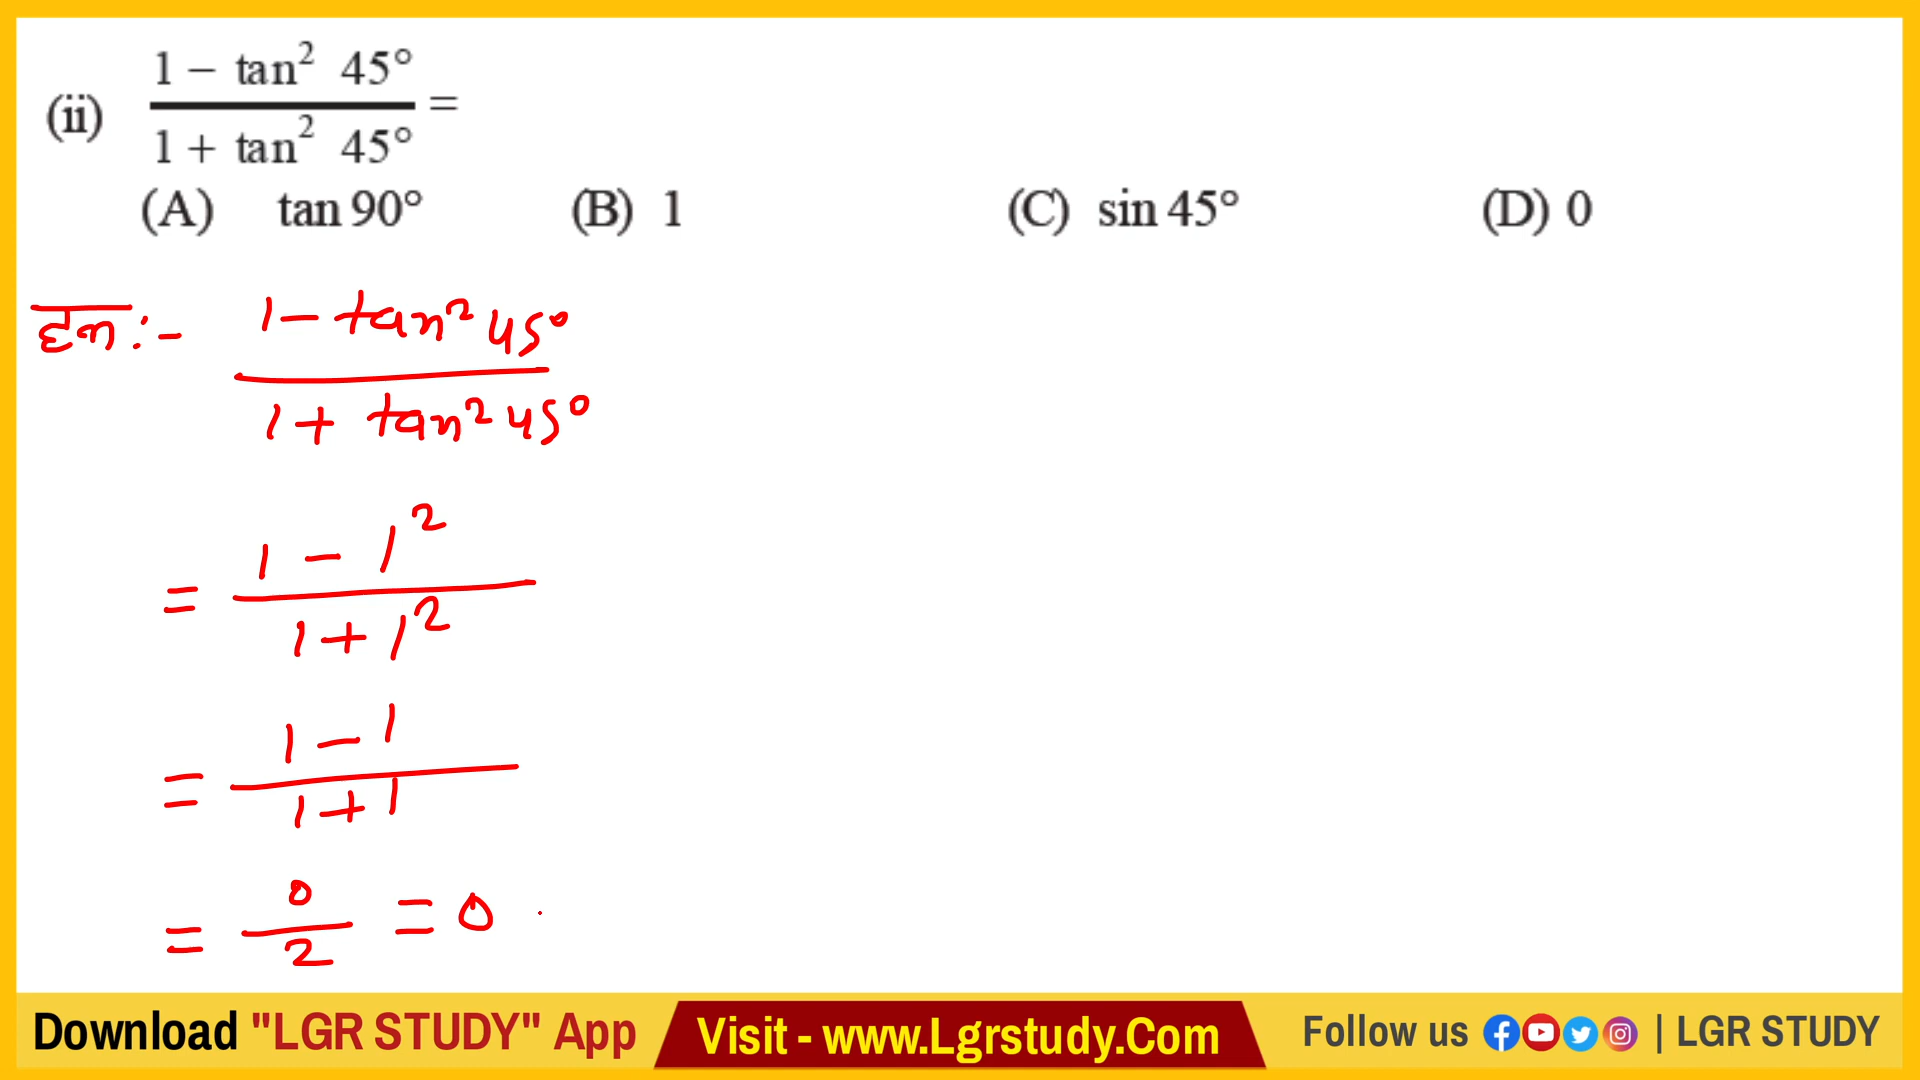 (ii) (1 − tan² 45°)/(1 + tan² 45°) =
(A) tan 90° (B) 1 (C) sin 45° (D) 0
हल :- (1 - tan² 45°)/(1 + tan² 45°)
= (1 - 1²)/(1 + 1²)
= (1 - 1)/(1 + 1)
= 0/2 = 0
Download "LGR STUDY" App Visit - www.Lgrstudy.Com Follow us | LGR STUDY